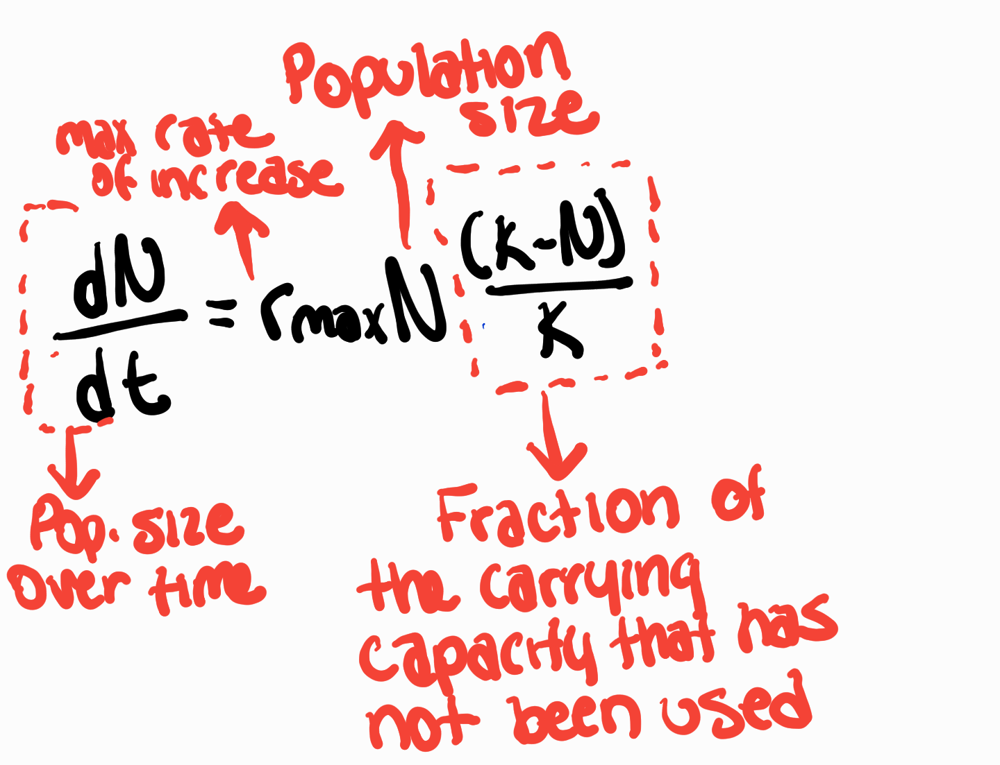 Population
size
max rate
of increase
dN/dt = rmaxN (K-N)/K
Pop. size
over time
Fraction of
the carrying
capacity that has
not been used